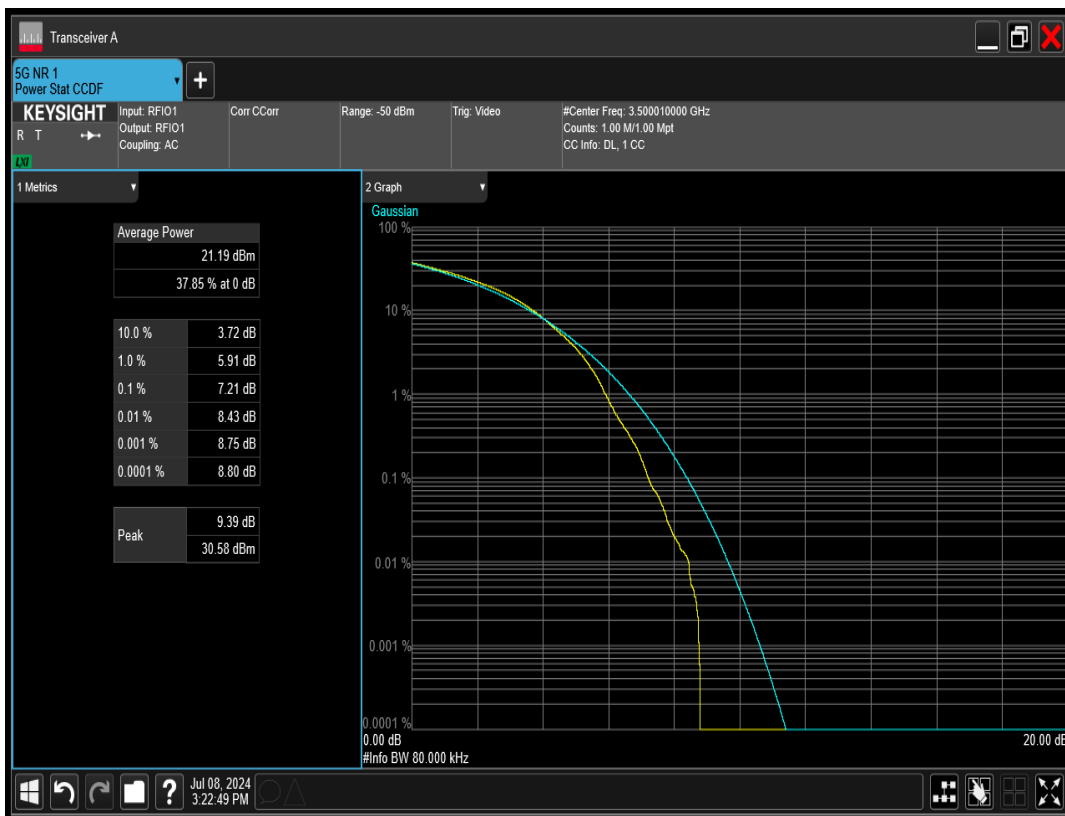 Transceiver A
5G NR 1
Power Stat CCDF
+
KEYSIGHT
R T
LXI
Input: RFIO1
Output: RFIO1
Coupling: AC
Corr CCorr
Range: -50 dBm
Trig: Video
#Center Freq: 3.500010000 GHz
Counts: 1.00 M/1.00 Mpt
CC Info: DL, 1 CC
1 Metrics
Average Power
21.19 dBm
37.85 % at 0 dB
10.0 % 3.72 dB
1.0 % 5.91 dB
0.1 % 7.21 dB
0.01 % 8.43 dB
0.001 % 8.75 dB
0.0001 % 8.80 dB
Peak 9.39 dB
30.58 dBm
2 Graph
Gaussian
100 %
10 %
1 %
0.1 %
0.01 %
0.001 %
0.0001 %
0.00 dB 20.00 dB
#Info BW 80.000 kHz
?
Jul 08, 2024
3:22:49 PM